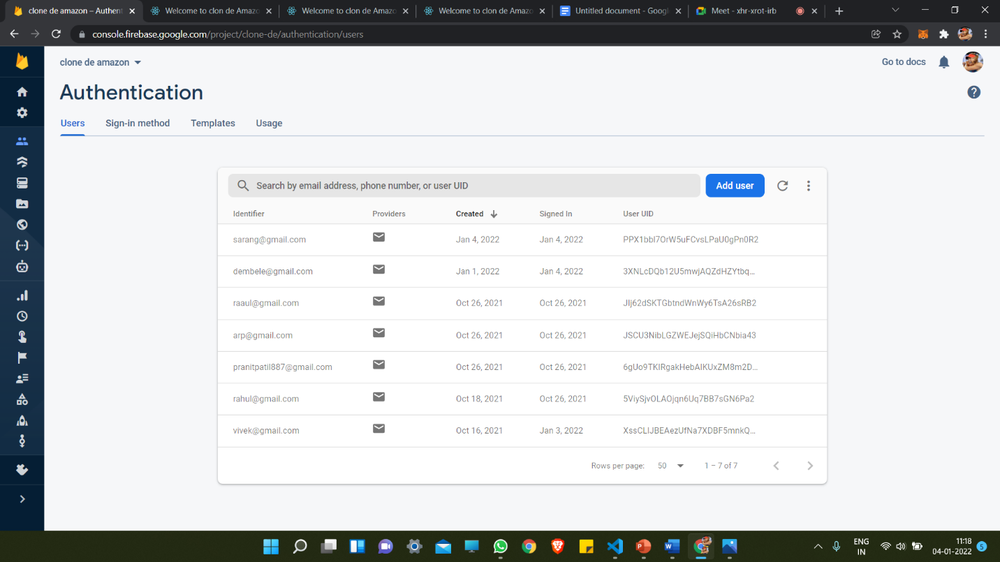 clone de amazon – Authent
Welcome to clon de Amazo
Welcome to clon de Amazo
Welcome to clon de Amazo
Untitled document - Googl
Meet - xhr-xrot-irb
console.firebase.google.com/project/clone-de/authentication/users
clone de amazon
Go to docs
Authentication
Users Sign-in method Templates Usage
Search by email address, phone number, or user UID
Add user
Identifier Providers Created Signed In User UID
sarang@gmail.com Jan 4, 2022 Jan 4, 2022 PPX1bbI7OrW5uFCvsLPaU0gPn0R2
dembele@gmail.com Jan 1, 2022 Jan 4, 2022 3XNLcDQb12U5mwjAQZdHZYtbq...
raaul@gmail.com Oct 26, 2021 Oct 26, 2021 JIj62dSKTGbtndWnWy6TsA26sRB2
arp@gmail.com Oct 26, 2021 Oct 26, 2021 JSCU3NibLGZWEJejSQiHbCNbia43
pranitpatil887@gmail.com Oct 26, 2021 Oct 26, 2021 6gUo9TKIRgakHebAIKUxZM8m2D...
rahul@gmail.com Oct 18, 2021 Oct 26, 2021 5ViySjvOLAOjqn6Uq7BB7sGN6Pa2
vivek@gmail.com Oct 16, 2021 Jan 3, 2022 XssCLIJBEAezUfNa7XDBF5mnkQ...
Rows per page: 50 1 – 7 of 7
ENG
IN
11:18
04-01-2022
5